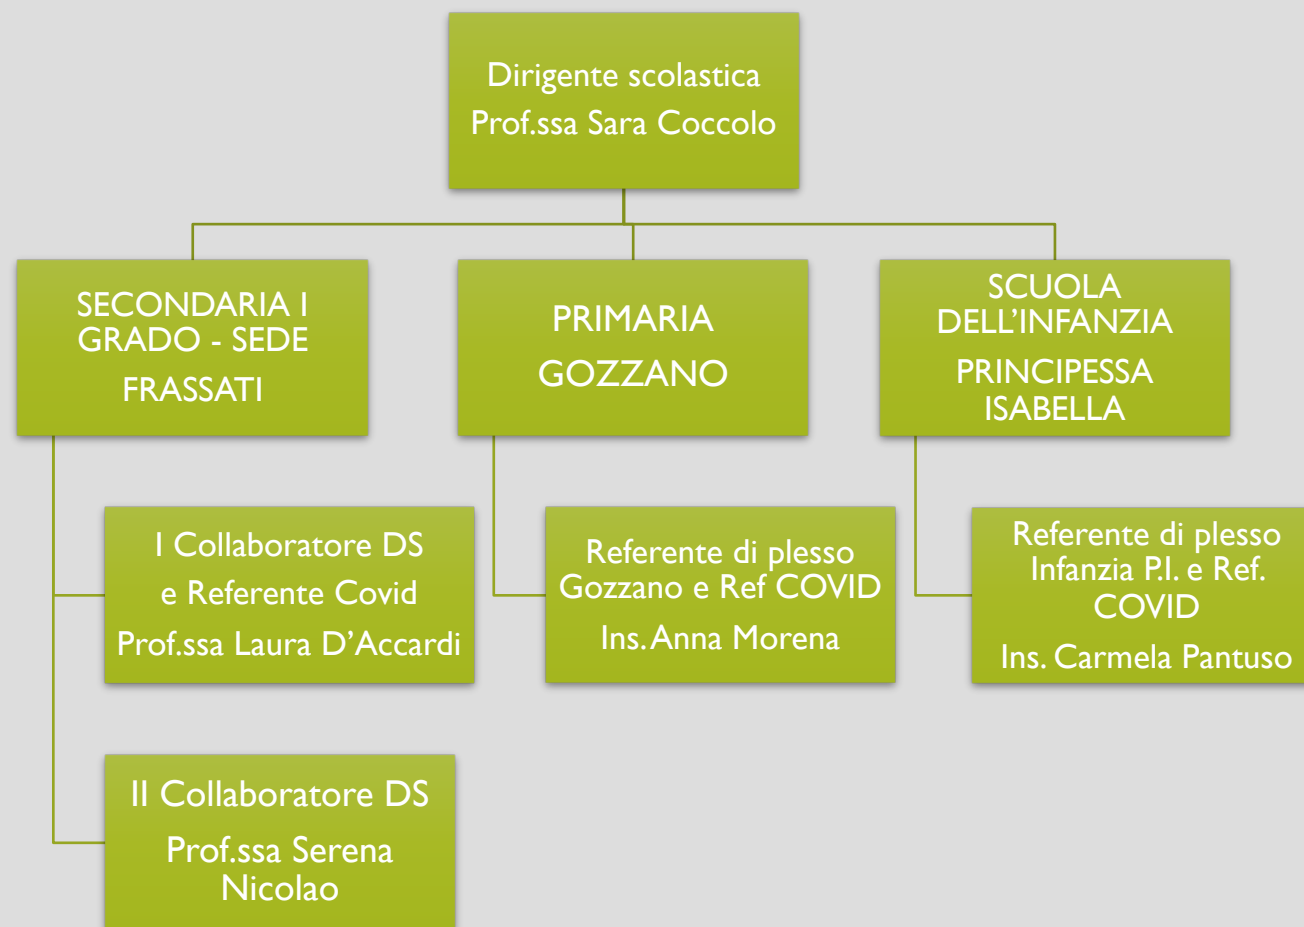 Dirigente scolastica
Prof.ssa Sara Coccolo
SECONDARIA I
GRADO - SEDE
FRASSATI
PRIMARIA
GOZZANO
SCUOLA
DELL'INFANZIA
PRINCIPESSA
ISABELLA
I Collaboratore DS
e Referente Covid
Prof.ssa Laura D'Accardi
Referente di plesso
Gozzano e Ref COVID
Ins. Anna Morena
Referente di plesso
Infanzia P.I. e Ref.
COVID
Ins. Carmela Pantuso
II Collaboratore DS
Prof.ssa Serena
Nicolao